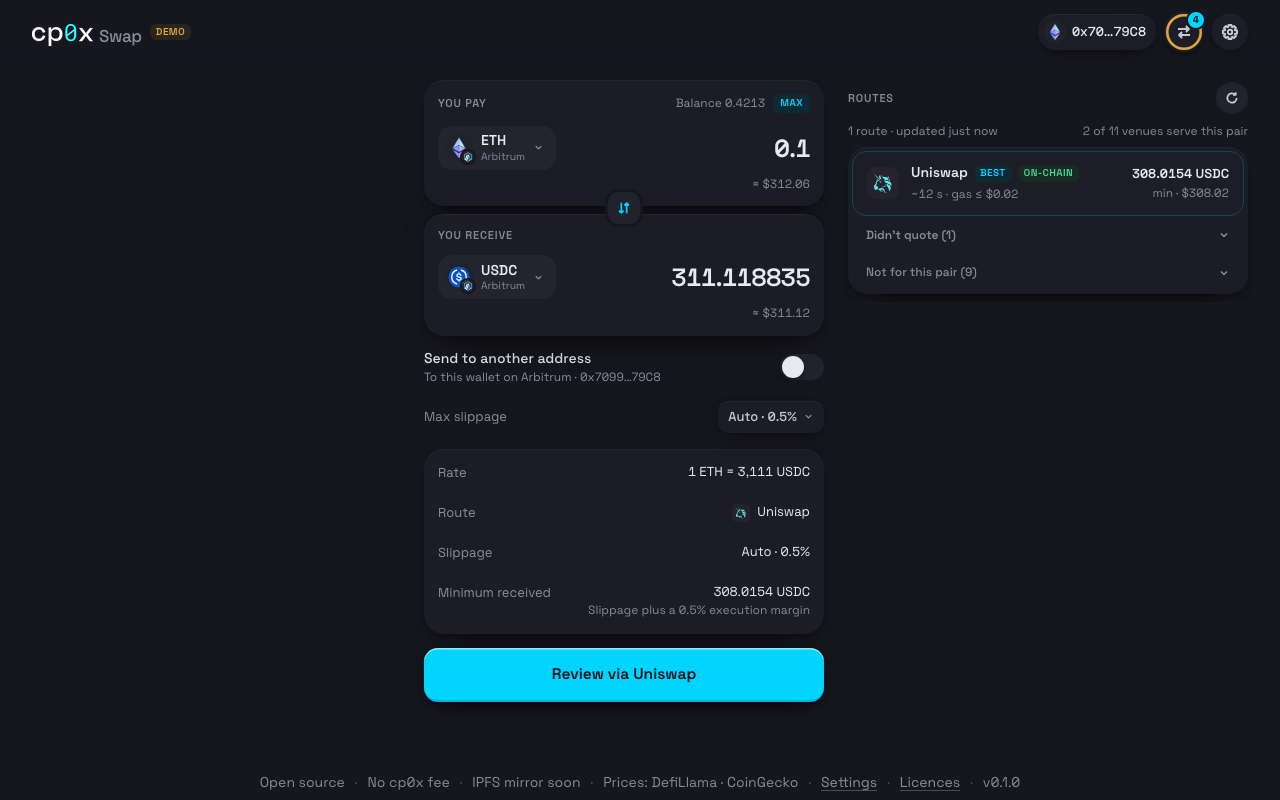 cp0x Swap DEMO
0x70…79C8
4
YOU PAY
Balance 0.4213 MAX
ETH
Arbitrum
0.1
≈ $312.06
YOU RECEIVE
USDC
Arbitrum
311.118835
≈ $311.12
Send to another address
To this wallet on Arbitrum · 0x7099…79C8
Max slippage
Auto · 0.5%
Rate
1 ETH = 3,111 USDC
Route
Uniswap
Slippage
Auto · 0.5%
Minimum received
308.0154 USDC
Slippage plus a 0.5% execution margin
Review via Uniswap
ROUTES
1 route · updated just now
2 of 11 venues serve this pair
Uniswap BEST ON-CHAIN
308.0154 USDC
~12 s · gas ≤ $0.02
min · $308.02
Didn't quote (1)
Not for this pair (9)
Open source · No cp0x fee · IPFS mirror soon · Prices: DefiLlama · CoinGecko · Settings · Licences · v0.1.0